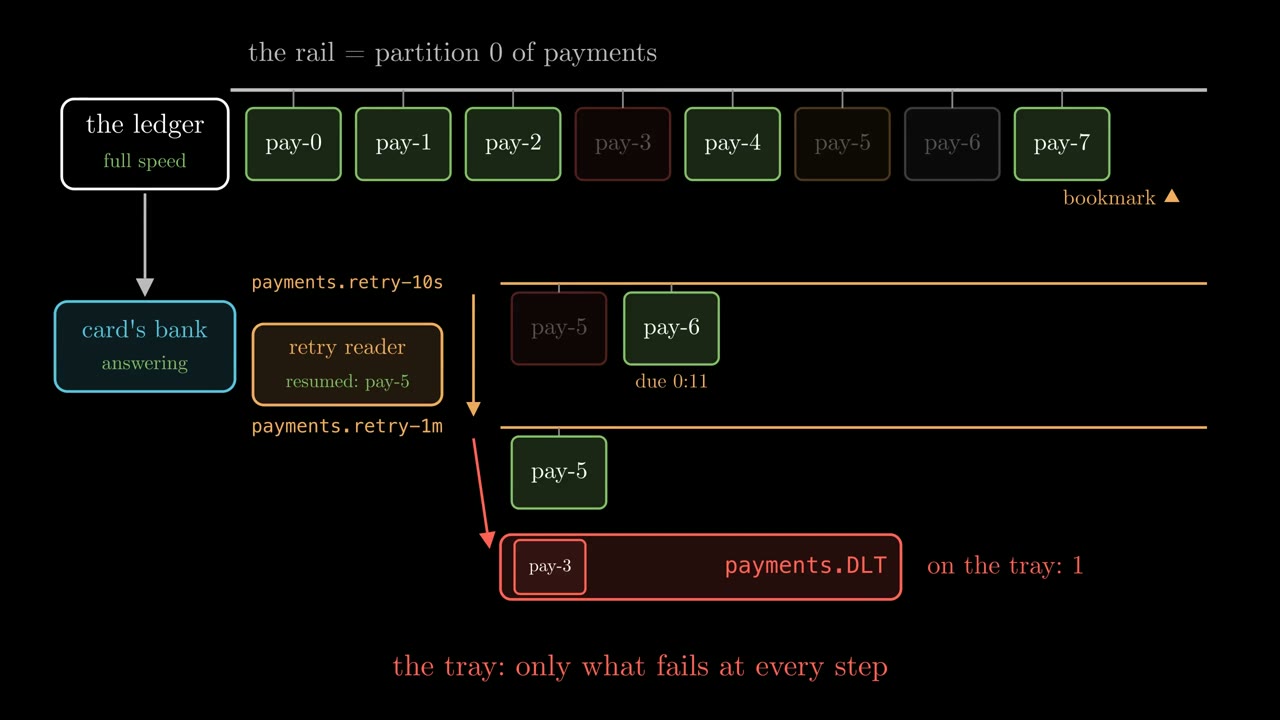 the rail = partition 0 of payments
the ledger
full speed
pay-0
pay-1
pay-2
pay-3
pay-4
pay-5
pay-6
pay-7
bookmark
payments.retry-10s
card's bank
answering
retry reader
resumed: pay-5
pay-5
pay-6
due 0:11
payments.retry-1m
pay-5
pay-3
payments.DLT
on the tray: 1
the tray: only what fails at every step